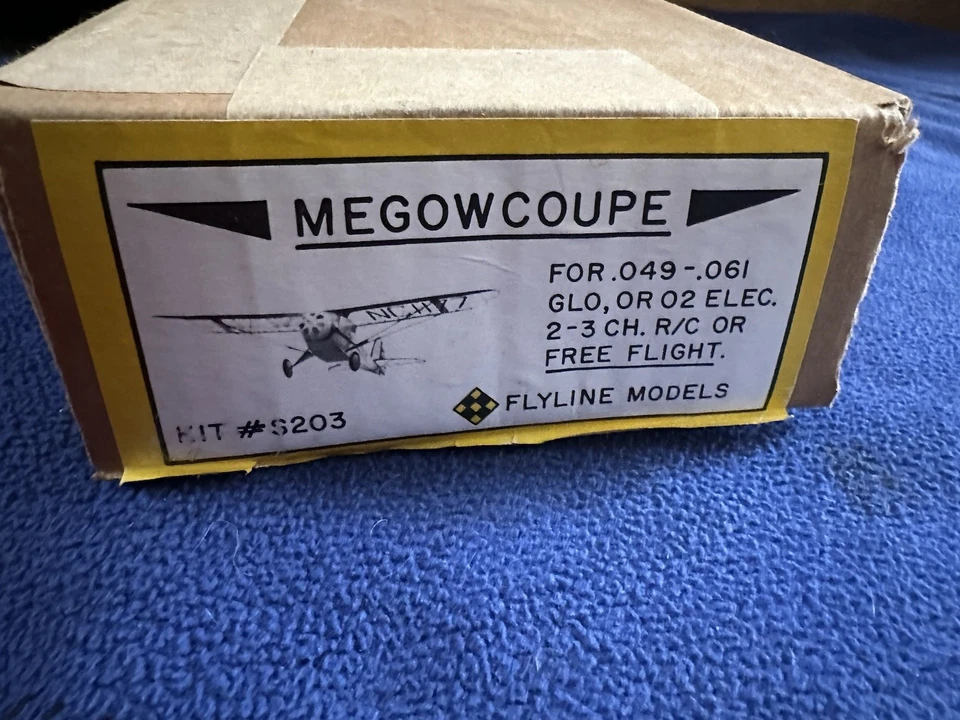 MEGOWCOUPE
FOR .049 -.061
GLO, OR 02 ELEC.
2-3 CH. R/C OR
FREE FLIGHT.
FLYLINE MODELS
KIT #S203